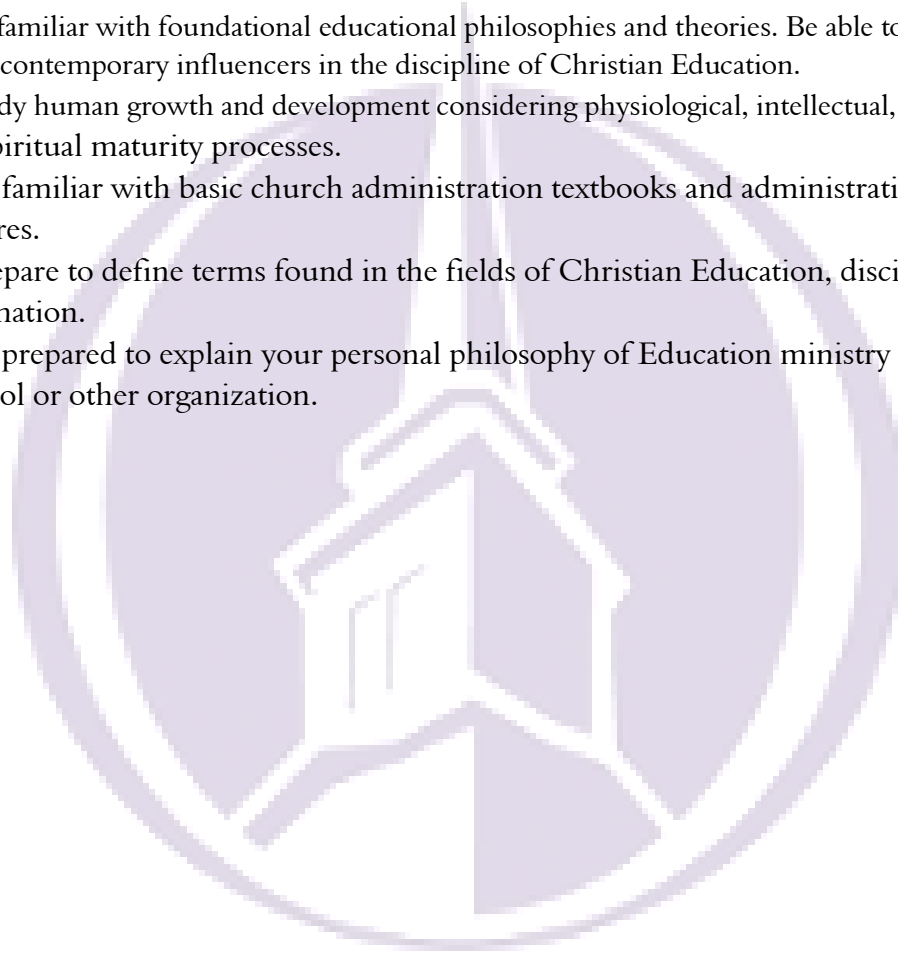 familiar with foundational educational philosophies and theories. Be able to
contemporary influencers in the discipline of Christian Education.
dy human growth and development considering physiological, intellectual,
piritual maturity processes.
familiar with basic church administration textbooks and administrati
res.
epare to define terms found in the fields of Christian Education, disci
nation.
prepared to explain your personal philosophy of Education ministry
ol or other organization.